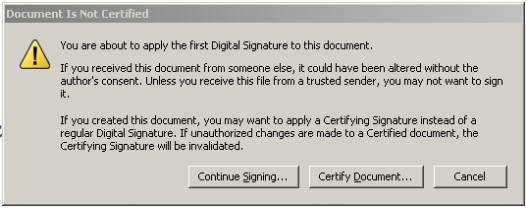 Document Is Not Certified
You are about to apply the first Digital Signature to this document.
If you received this document from someone else, it could have been altered without the
author's consent. Unless you receive this file from a trusted sender, you may not want to sign
it.
If you created this document, you may want to apply a Certifying Signature instead of a
regular Digital Signature. If unauthorized changes are made to a Certified document, the
Certifying Signature will be invalidated.
Continue Signing... Certify Document... Cancel